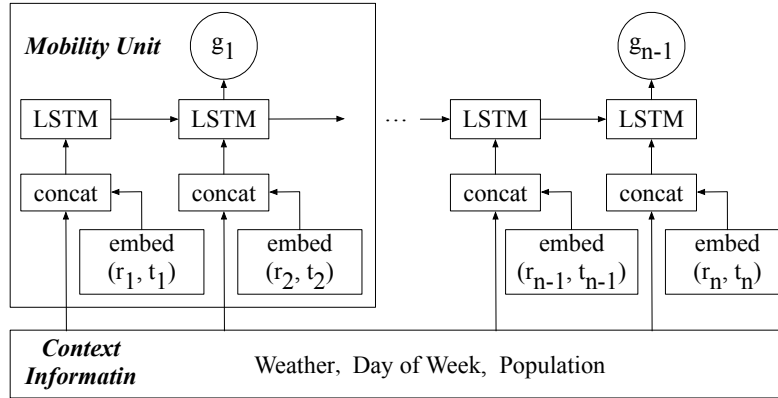 Mobility Unit
g1
gn-1
LSTM
LSTM
...
LSTM
LSTM
concat
concat
concat
concat
embed
(r1, t1)
embed
(r2, t2)
embed
(rn-1, tn-1)
embed
(rn, tn)
Context
Informatin
Weather, Day of Week, Population